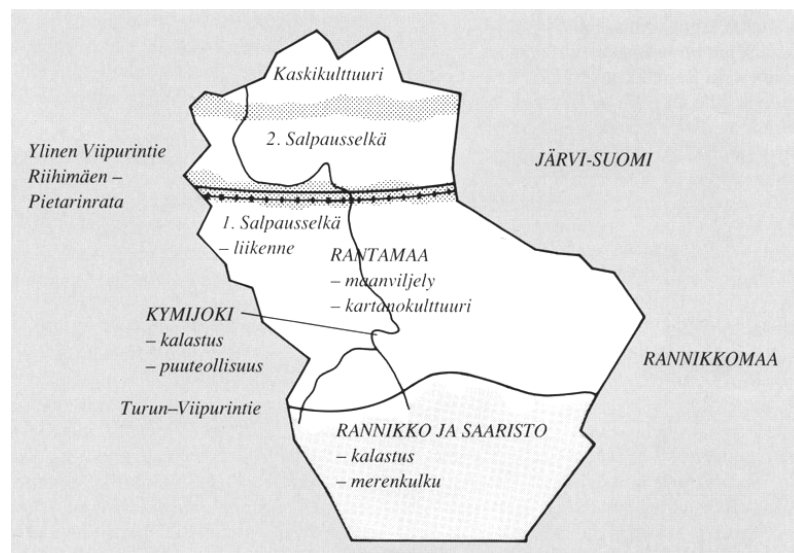 Kaskikulttuuri
2. Salpausselkä
Ylinen Viipurintie
Riihimäen –
Pietarinrata
JÄRVI-SUOMI
1. Salpausselkä
– liikenne
RANTAMAA
– maanviljely
– kartanokulttuuri
KYMIJOKI
– kalastus
– puuteollisuus
RANNIKKOMAA
Turun–Viipurintie
RANNIKKO JA SAARISTO
– kalastus
– merenkulku